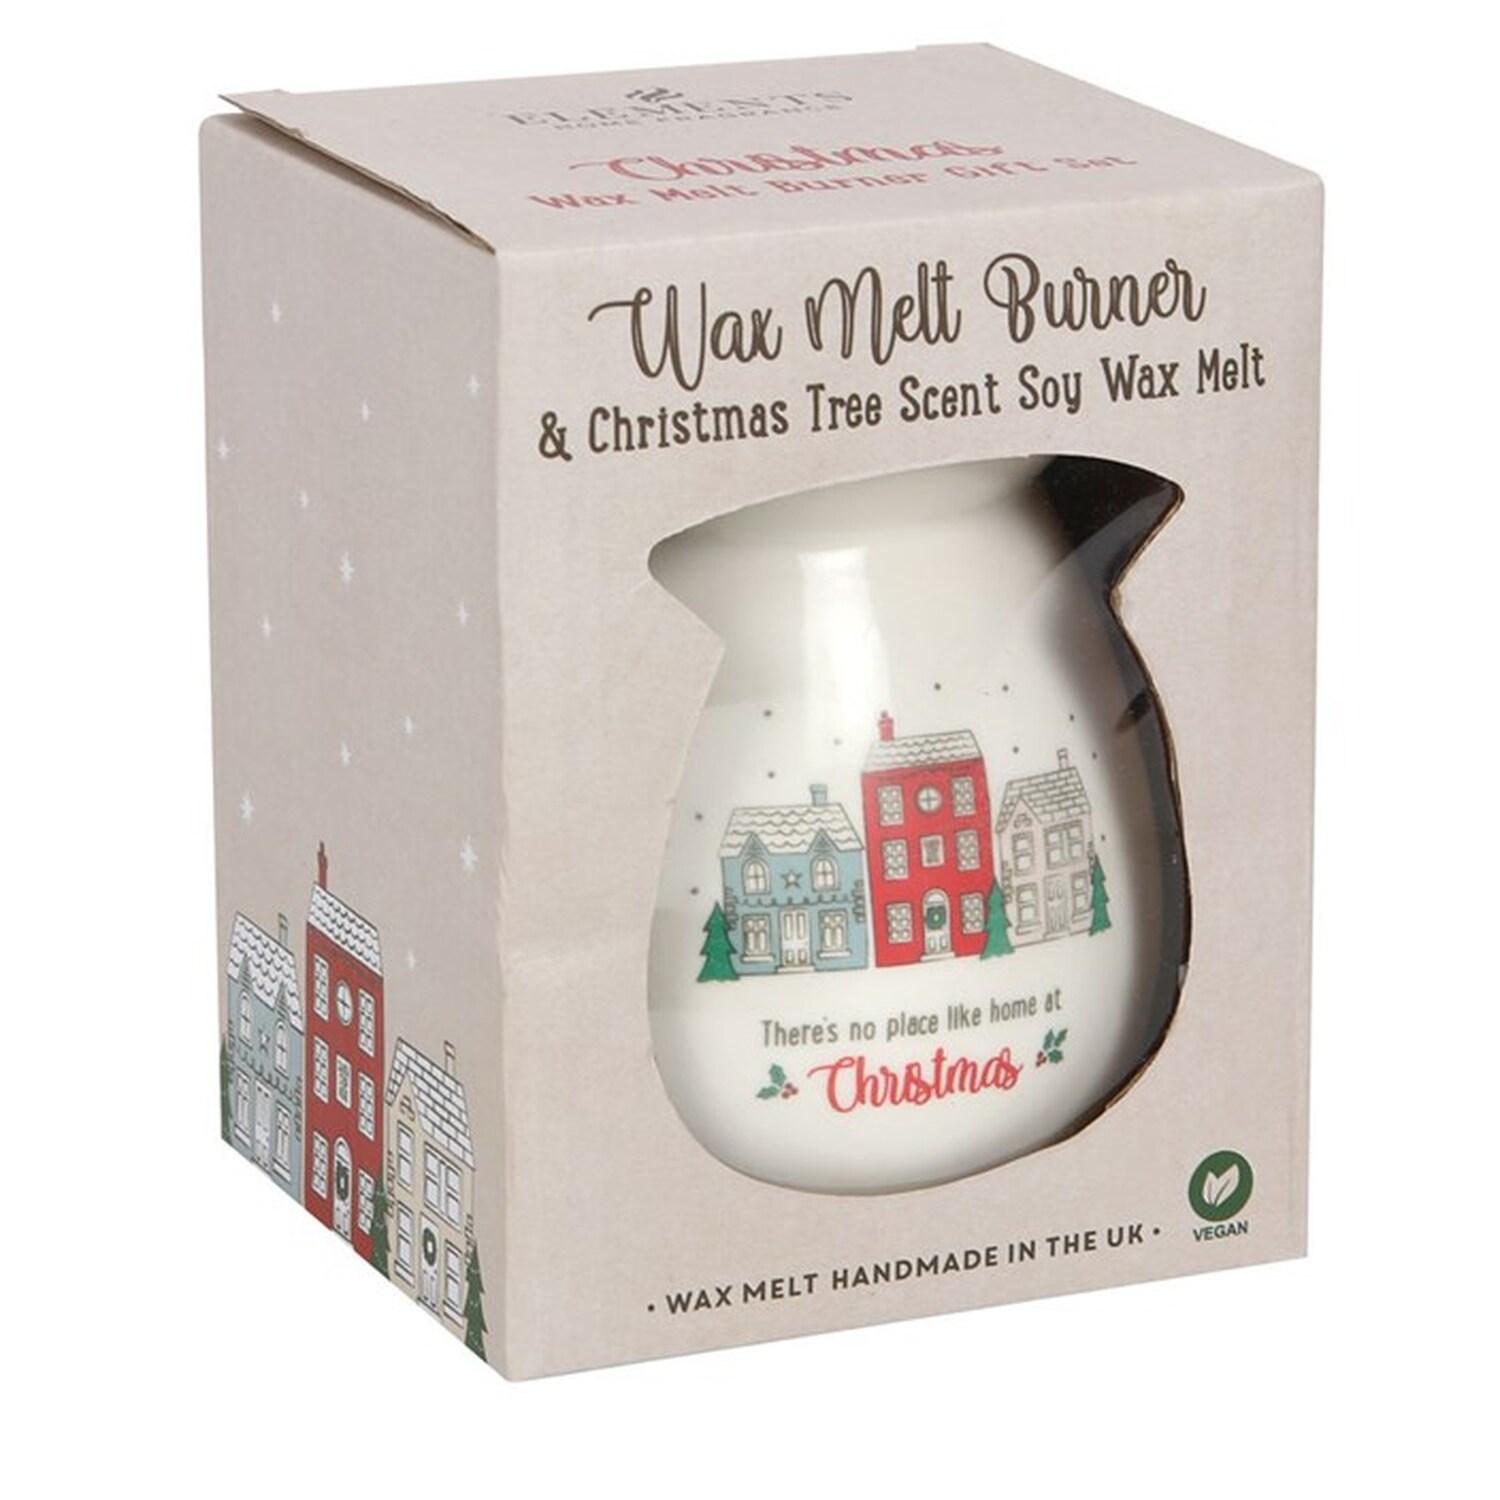 ELEMENTS
HOME FRAGRANCE
Christmas
Wax Melt Burner Gift Set
Wax Melt Burner
& Christmas Tree Scent Soy Wax Melt
There's no place like home at
Christmas
• WAX MELT HANDMADE IN THE UK •
VEGAN